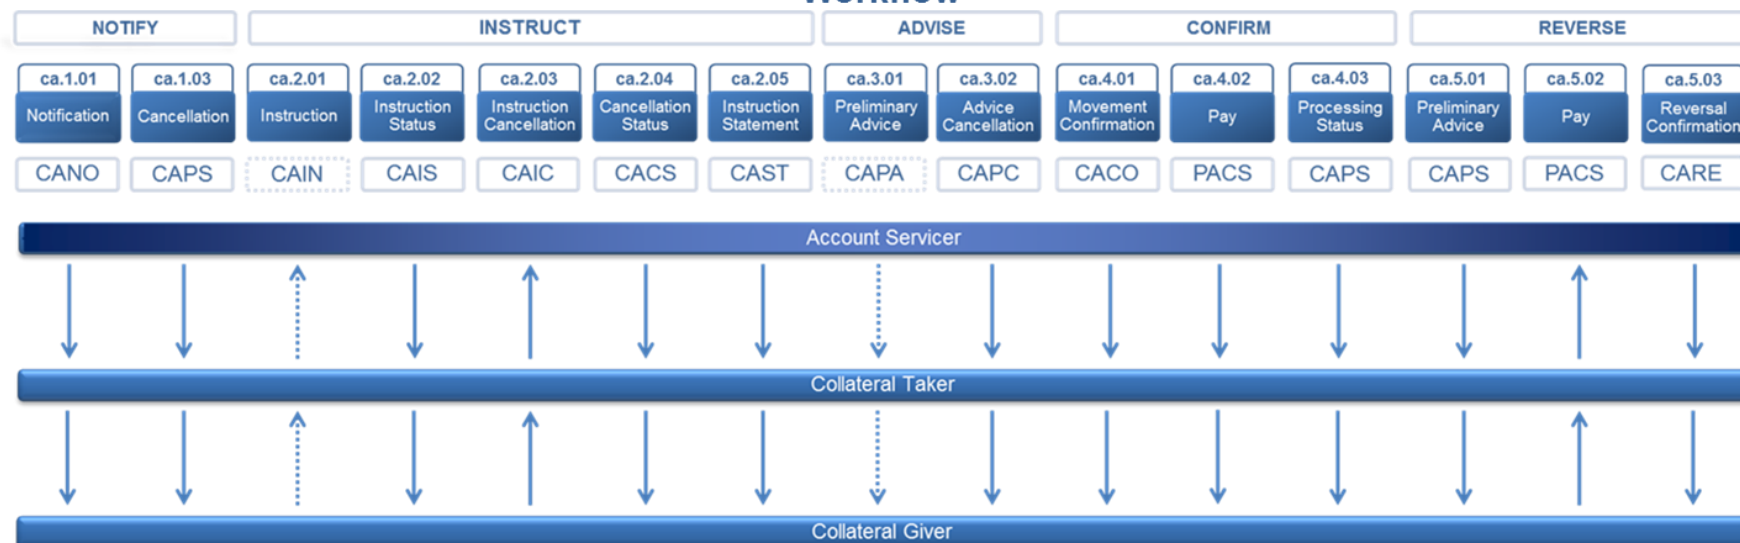 Workflow
NOTIFY
INSTRUCT
ADVISE
CONFIRM
REVERSE
ca.1.01
ca.1.03
ca.2.01
ca.2.02
ca.2.03
ca.2.04
ca.2.05
ca.3.01
ca.3.02
ca.4.01
ca.4.02
ca.4.03
ca.5.01
ca.5.02
ca.5.03
Notification
Cancellation
Instruction
Instruction
Status
Instruction
Cancellation
Cancellation
Status
Instruction
Statement
Preliminary
Advice
Advice
Cancellation
Movement
Confirmation
Pay
Processing
Status
Preliminary
Advice
Pay
Reversal
Confirmation
CANO
CAPS
CAIN
CAIS
CAIC
CACS
CAST
CAPA
CAPC
CACO
PACS
CAPS
CAPS
PACS
CARE
Account Servicer
Collateral Taker
Collateral Giver